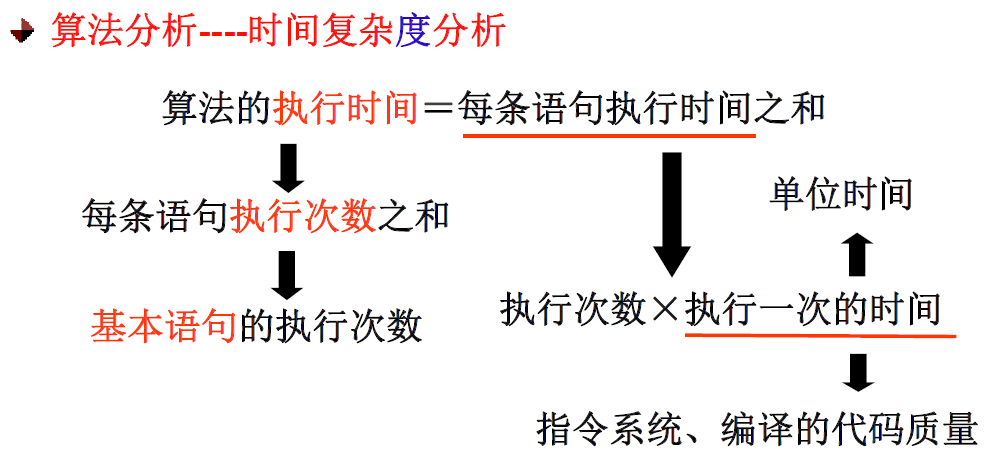 算法分析----时间复杂度分析
算法的执行时间＝每条语句执行时间之和
单位时间
每条语句执行次数之和
执行次数×执行一次的时间
基本语句的执行次数
指令系统、编译的代码质量